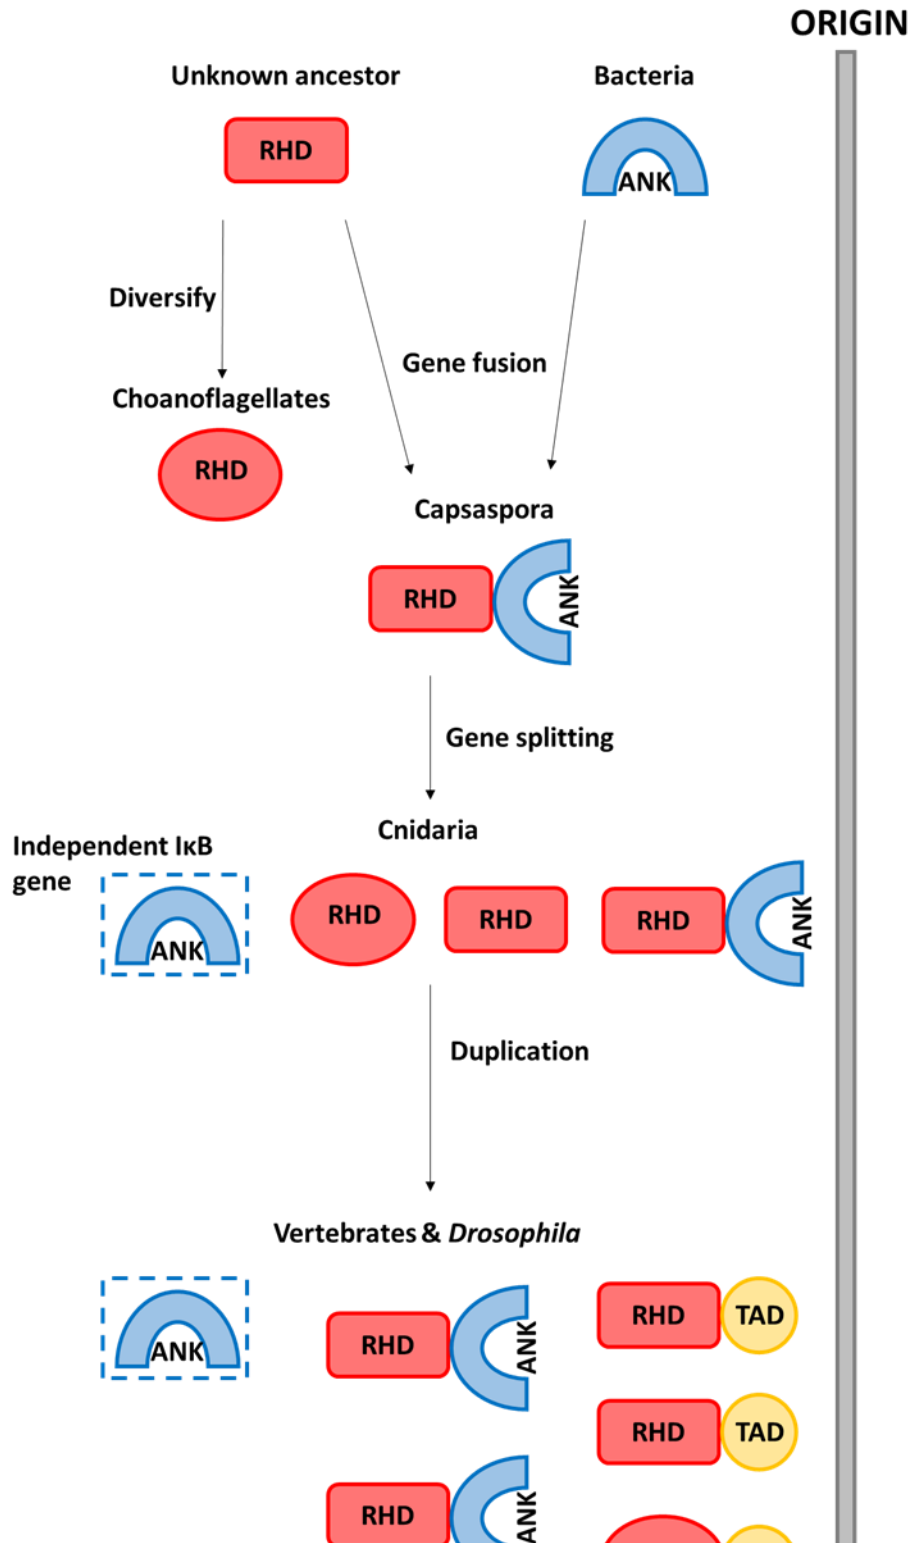 ORIGIN
Unknown ancestor
Bacteria
RHD
ANK
Diversify
Gene fusion
Choanoflagellates
RHD
Capsaspora
RHD
ANK
Gene splitting
Cnidaria
Independent IκB
gene
ANK
RHD
RHD
RHD
ANK
Duplication
Vertebrates & Drosophila
ANK
RHD
ANK
RHD
TAD
RHD
TAD
RHD
ANK